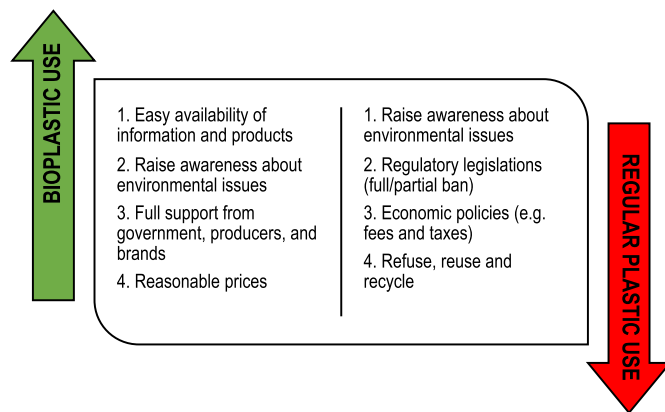 BIOPLASTIC USE
1. Easy availability of
information and products
2. Raise awareness about
environmental issues
3. Full support from
government, producers, and
brands
4. Reasonable prices
1. Raise awareness about
environmental issues
2. Regulatory legislations
(full/partial ban)
3. Economic policies (e.g.
fees and taxes)
4. Refuse, reuse and
recycle
REGULAR PLASTIC USE